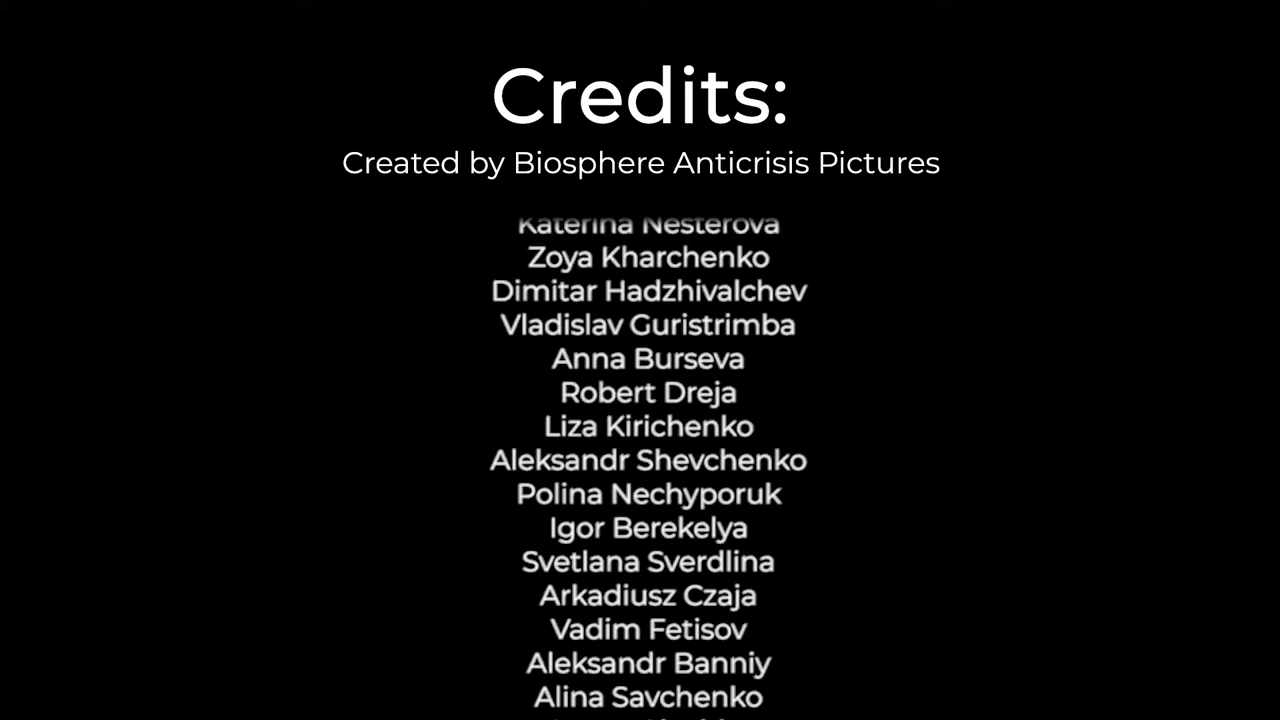 Credits:
Created by Biosphere Anticrisis Pictures
Katerina Nesterova
Zoya Kharchenko
Dimitar Hadzhivalchev
Vladislav Guristrimba
Anna Burseva
Robert Dreja
Liza Kirichenko
Aleksandr Shevchenko
Polina Nechyporuk
Igor Berekelya
Svetlana Sverdlina
Arkadiusz Czaja
Vadim Fetisov
Aleksandr Banniy
Alina Savchenko